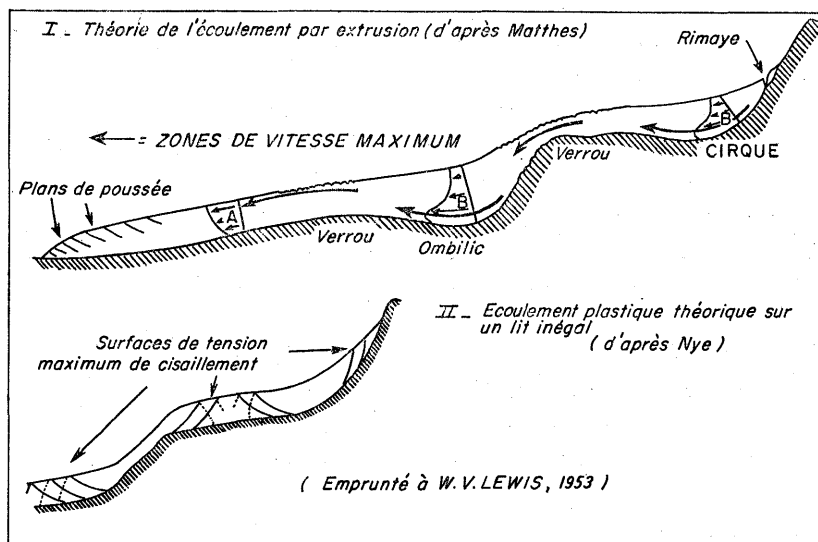 I _ Théorie de l'écoulement par extrusion (d'après Matthes)
Rimaye
= ZONES DE VITESSE MAXIMUM
B
Verrou
CIRQUE
Plans de poussée
A
B
Verrou
Ombilic
II _ Ecoulement plastique théorique sur
un lit inégal
(d'après Nye)
Surfaces de tension
maximum de cisaillement
(Emprunté à W.V. LEWIS, 1953)